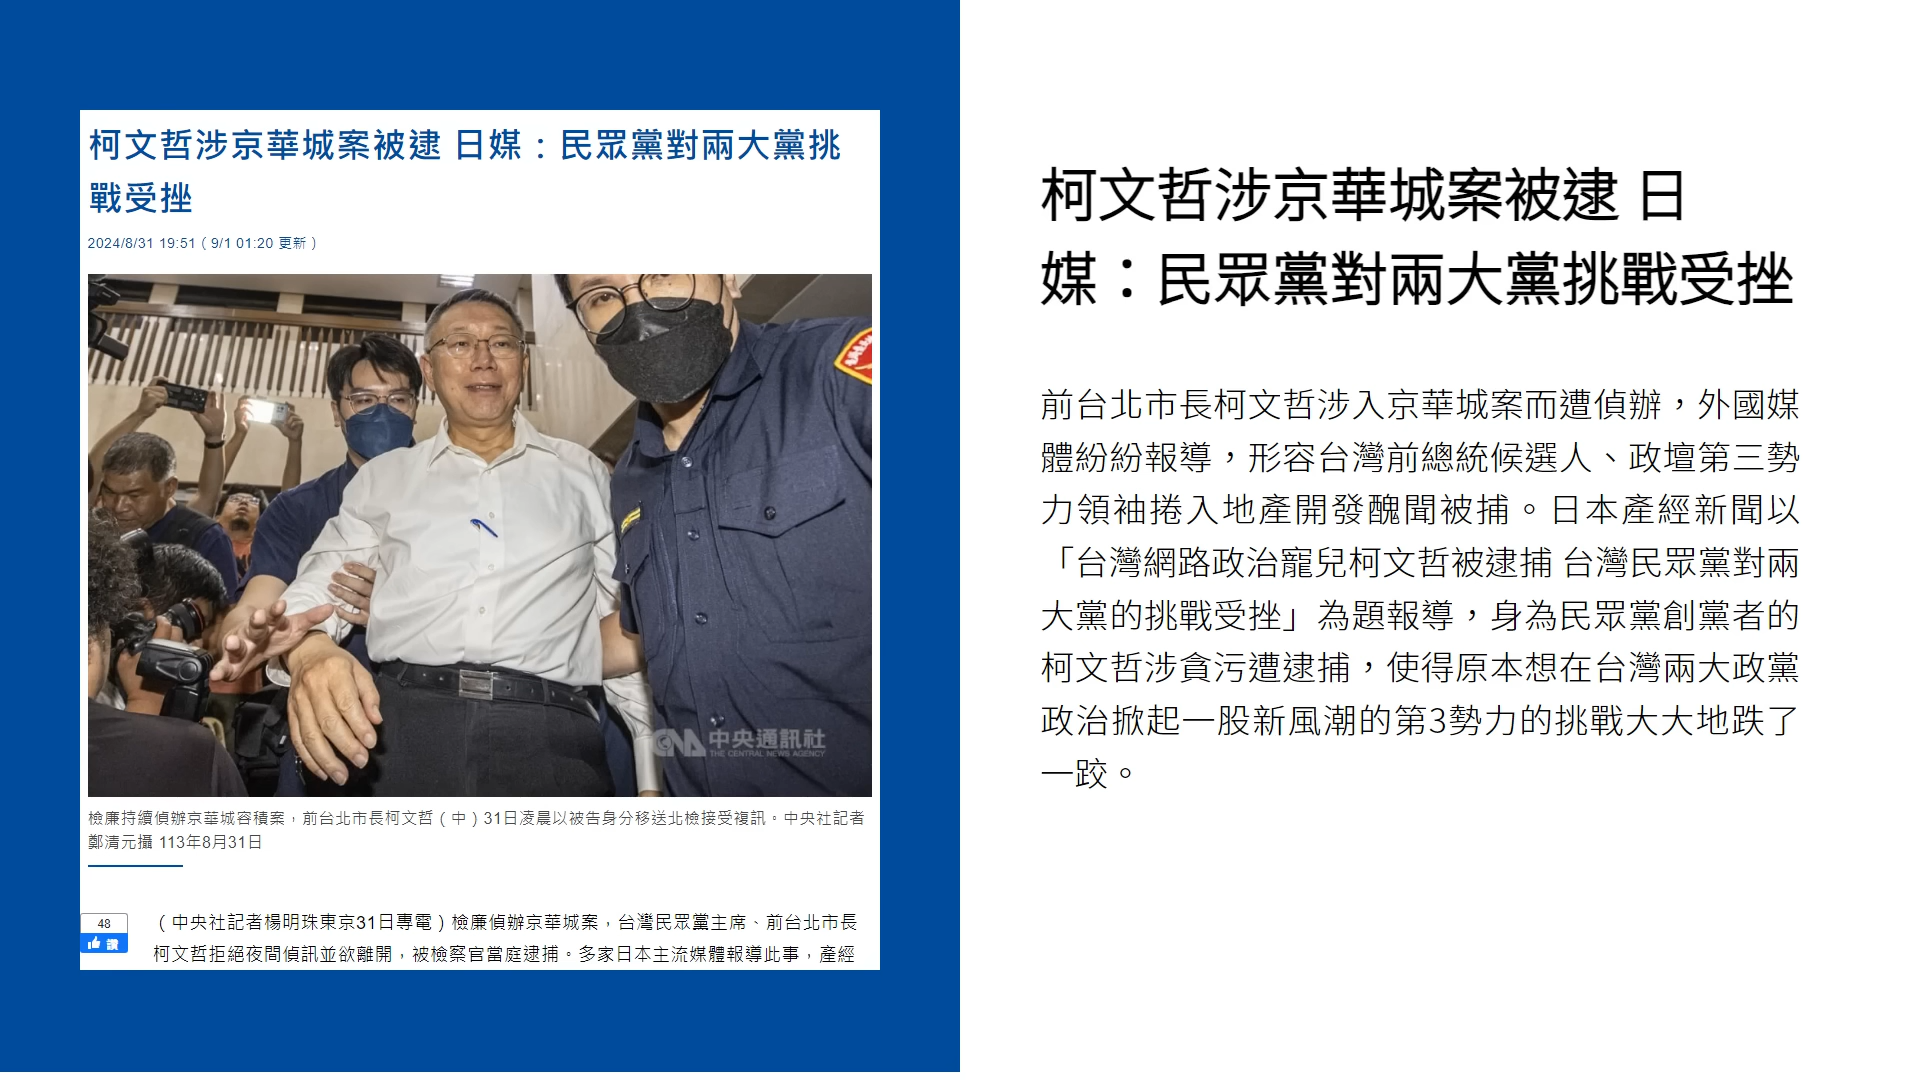 柯文哲涉京華城案被逮 日媒：民眾黨對兩大黨挑
戰受挫
2024/8/31 19:51（9/1 01:20 更新）
CNA 中央通訊社
THE CENTRAL NEWS AGENCY
檢廉持續偵辦京華城容積案，前台北市長柯文哲（中）31日凌晨以被告身分移送北檢接受複訊。中央社記者
鄭清元攝 113年8月31日
48
讚
（中央社記者楊明珠東京31日專電）檢廉偵辦京華城案，台灣民眾黨主席、前台北市長
柯文哲拒絕夜間偵訊並欲離開，被檢察官當庭逮捕。多家日本主流媒體報導此事，產經
柯文哲涉京華城案被逮 日
媒：民眾黨對兩大黨挑戰受挫
前台北市長柯文哲涉入京華城案而遭偵辦，外國媒
體紛紛報導，形容台灣前總統候選人、政壇第三勢
力領袖捲入地產開發醜聞被捕。日本產經新聞以
「台灣網路政治寵兒柯文哲被逮捕 台灣民眾黨對兩
大黨的挑戰受挫」為題報導，身為民眾黨創黨者的
柯文哲涉貪污遭逮捕，使得原本想在台灣兩大政黨
政治掀起一股新風潮的第3勢力的挑戰大大地跌了
一跤。